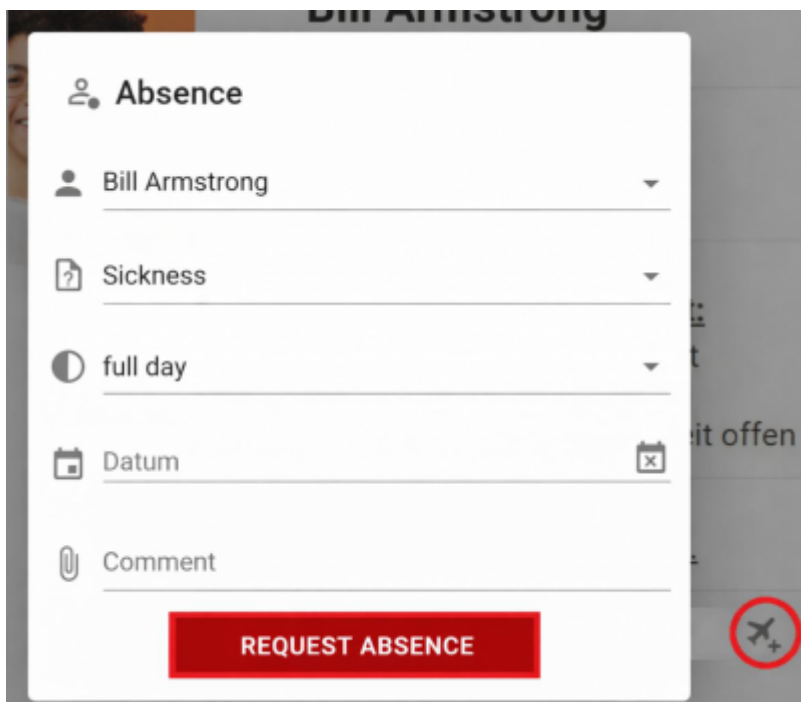 Bill Armstrong
Absence
Bill Armstrong
Sickness
full day
Datum
eit offen
Comment
REQUEST ABSENCE